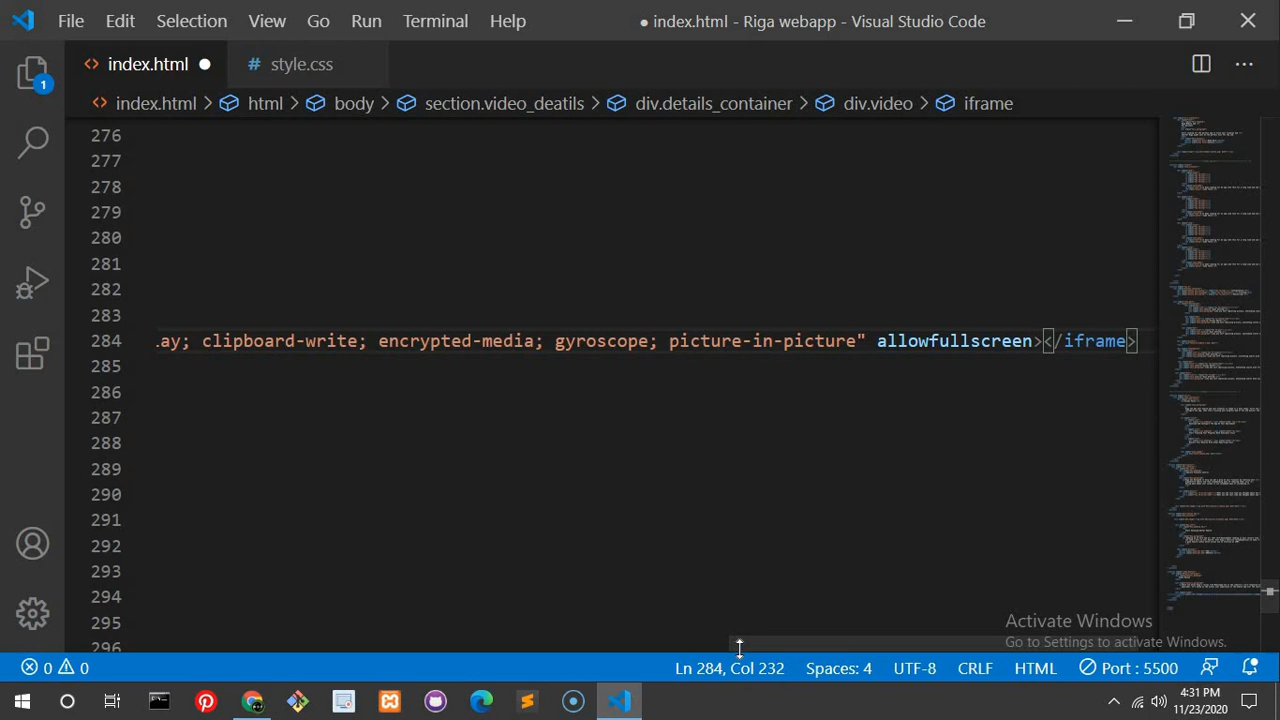 File Edit Selection View Go Run Terminal Help
● index.html - Riga webapp - Visual Studio Code
index.html
# style.css
index.html > html > body > section.video_deatils > div.details_container > div.video > iframe
276
277
278
279
280
281
282
283
284 .ay; clipboard-write; encrypted-media; gyroscope; picture-in-picture" allowfullscreen></iframe>
285
286
287
288
289
290
291
292
293
294
295
296
1
Activate Windows
Go to Settings to activate Windows.
0 0 Ln 284, Col 232 Spaces: 4 UTF-8 CRLF HTML Port : 5500
4:31 PM
11/23/2020